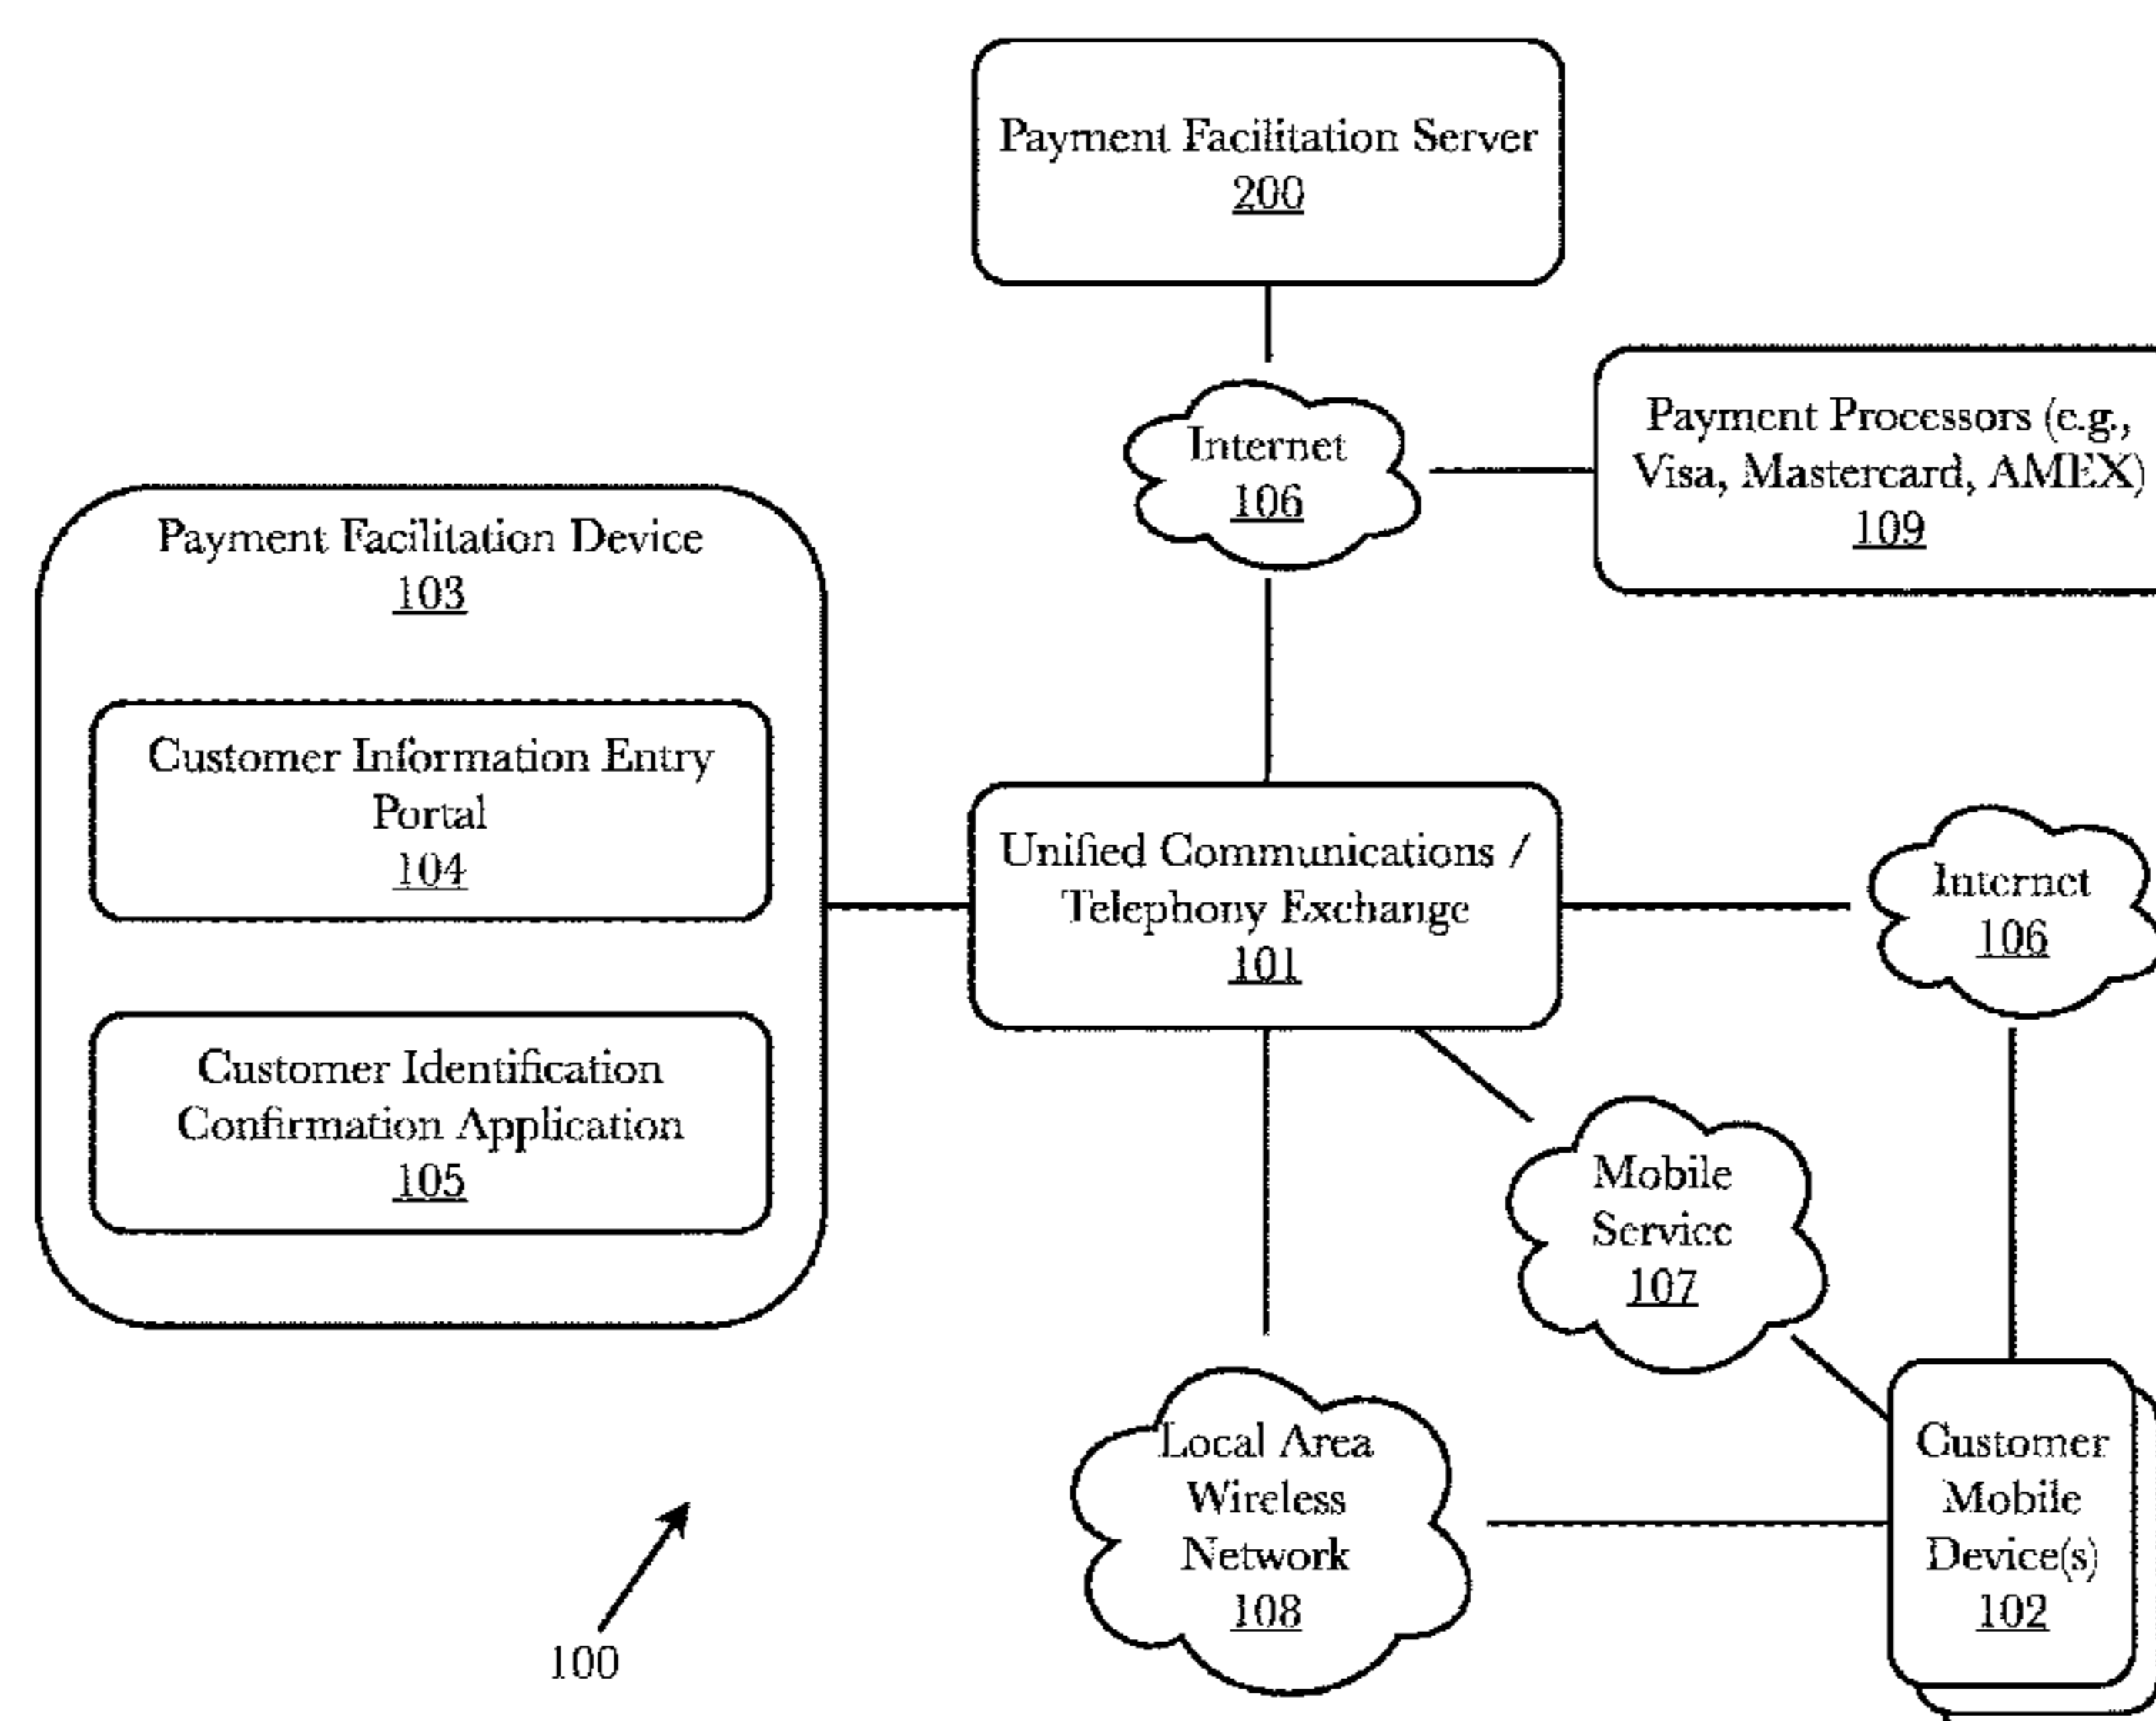 Payment Facilitation Server
200
Internet
106
Payment Processors (e.g.,
Visa, Mastercard, AMEX)
109
Payment Facilitation Device
103
Customer Information Entry
Portal
104
Customer Identification
Confirmation Application
105
Unified Communications /
Telephony Exchange
101
Internet
106
Mobile
Service
107
Local Area
Wireless
Network
108
Customer
Mobile
Device(s)
102
100